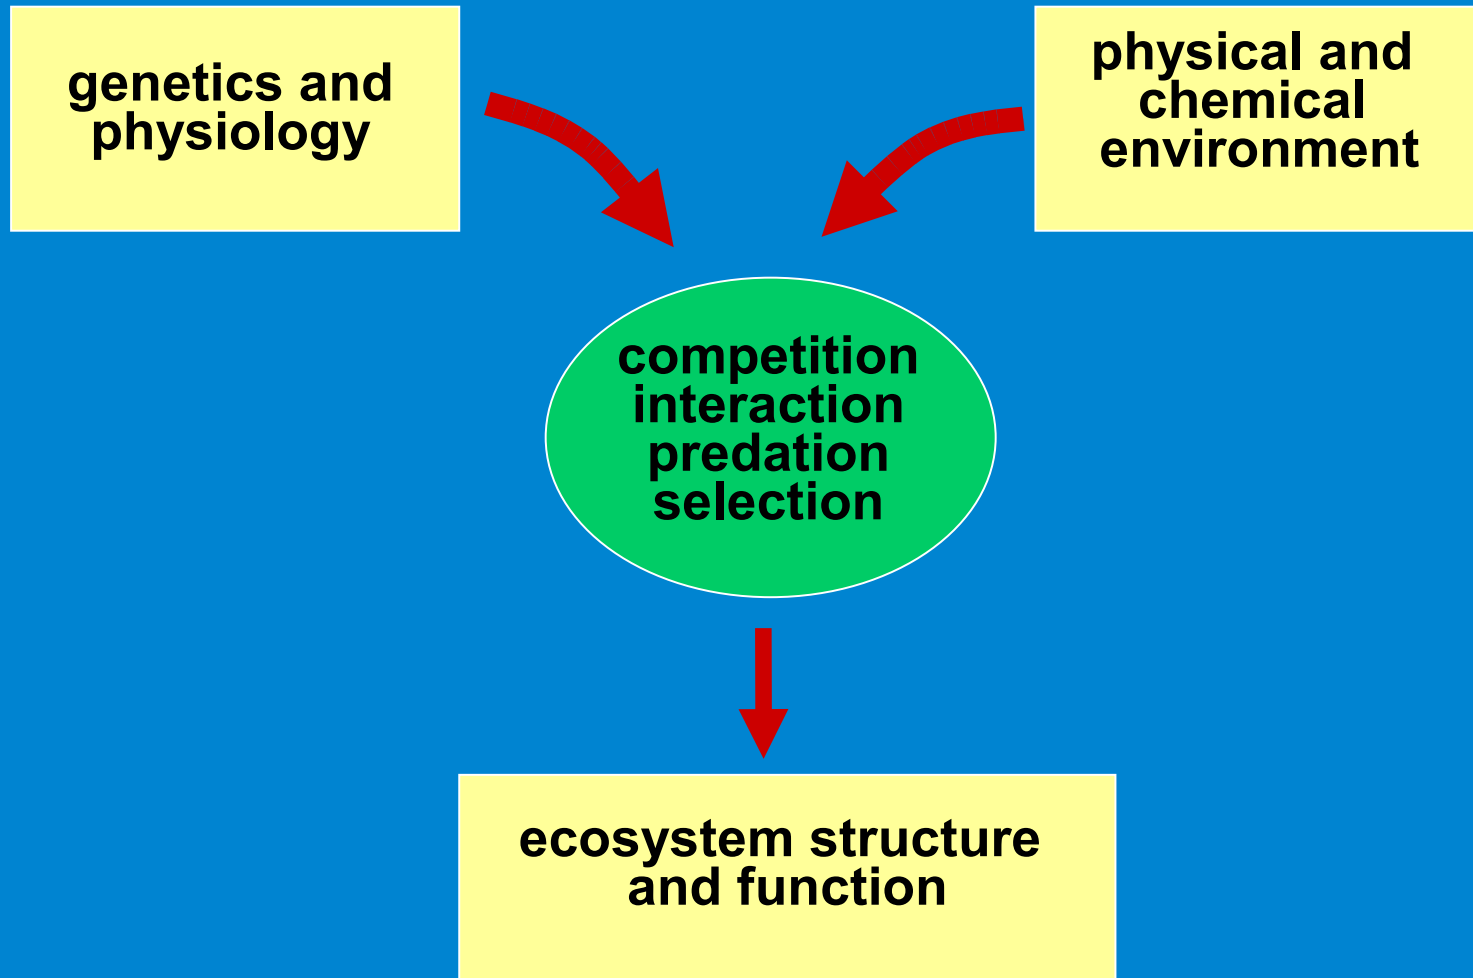 genetics and
physiology
physical and
chemical
environment
competition
interaction
predation
selection
ecosystem structure
and function